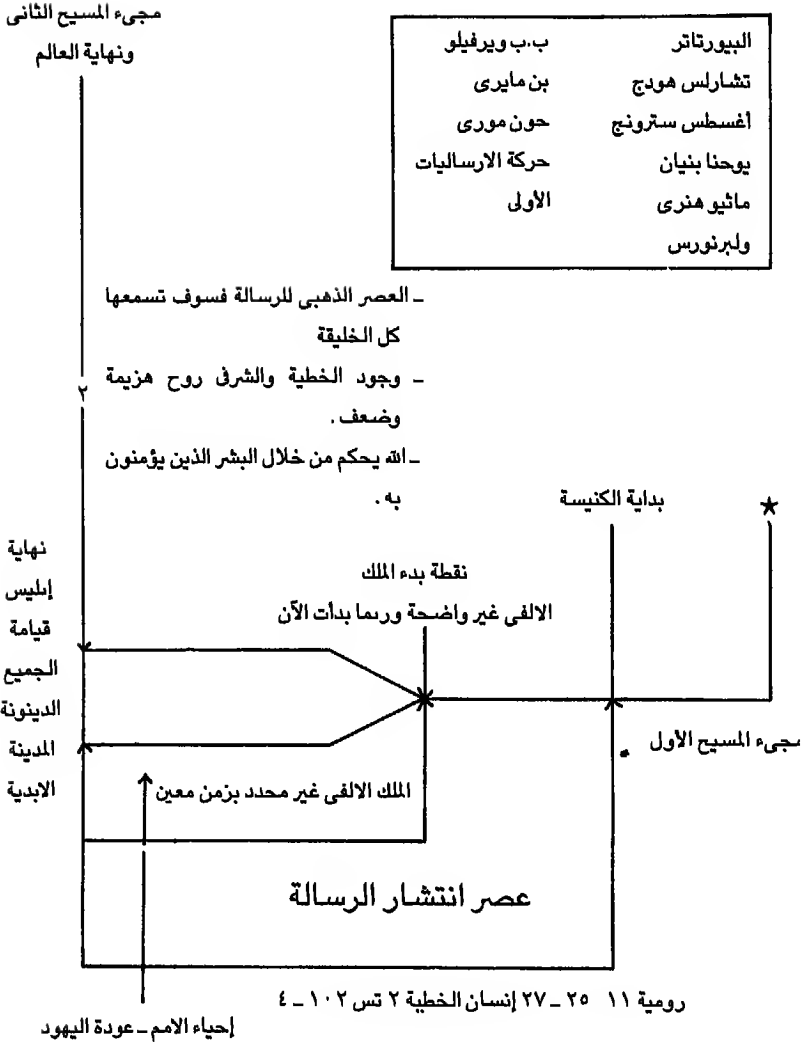 مجىء المسيح الثانى
ونهاية العالم
البيورتاتر
تشارلس هودج
أغسطس سترونج
يوحنا بنيان
ماثيو هنرى
ولبرنورس
ب.ب ويرفيلو
بن مايرى
حون مورى
حركة الارساليات
الأولى
ـ العصر الذهبى للرسالة فسوف تسمعها
كل الخليقة
ـ وجود الخطية والشرفى روح هزيمة
وضعف .
ـ الله يحكم من خلال البشر الذين يؤمنون
به .
٢
بداية الكنيسة
نقطة بدء الملك
الالفى غير واضحة وربما بدأت الآن
نهاية
إبليس
قيامة
الجميع
الدينونة
المدينة
الابدية
مجىء المسيح الأول
الملك الالفى غير محدد بزمن معين
عصر انتشار الرسالة
رومية ١١ ٢٥ ـ ٢٧ إنسان الخطية ٢ تس ١٠٢ ـ ٤
إحياء الامم ـ عودة اليهود